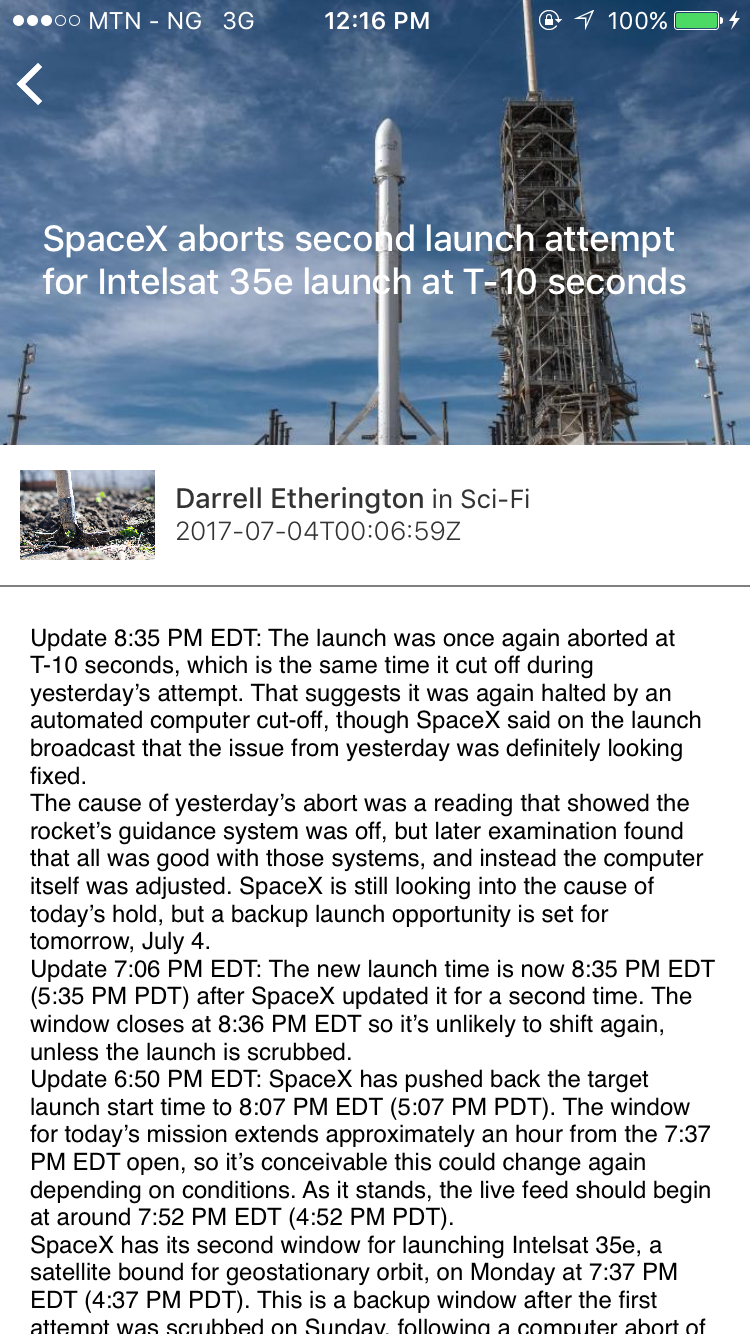 MTN - NG 3G 12:16 PM 100%
SpaceX aborts second launch attempt
for Intelsat 35e launch at T-10 seconds
Darrell Etherington in Sci-Fi
2017-07-04T00:06:59Z
Update 8:35 PM EDT: The launch was once again aborted at
T-10 seconds, which is the same time it cut off during
yesterday’s attempt. That suggests it was again halted by an
automated computer cut-off, though SpaceX said on the launch
broadcast that the issue from yesterday was definitely looking
fixed.
The cause of yesterday’s abort was a reading that showed the
rocket’s guidance system was off, but later examination found
that all was good with those systems, and instead the computer
itself was adjusted. SpaceX is still looking into the cause of
today’s hold, but a backup launch opportunity is set for
tomorrow, July 4.
Update 7:06 PM EDT: The new launch time is now 8:35 PM EDT
(5:35 PM PDT) after SpaceX updated it for a second time. The
window closes at 8:36 PM EDT so it’s unlikely to shift again,
unless the launch is scrubbed.
Update 6:50 PM EDT: SpaceX has pushed back the target
launch start time to 8:07 PM EDT (5:07 PM PDT). The window
for today’s mission extends approximately an hour from the 7:37
PM EDT open, so it’s conceivable this could change again
depending on conditions. As it stands, the live feed should begin
at around 7:52 PM EDT (4:52 PM PDT).
SpaceX has its second window for launching Intelsat 35e, a
satellite bound for geostationary orbit, on Monday at 7:37 PM
EDT (4:37 PM PDT). This is a backup window after the first
attempt was scrubbed on Sunday, following a computer abort of